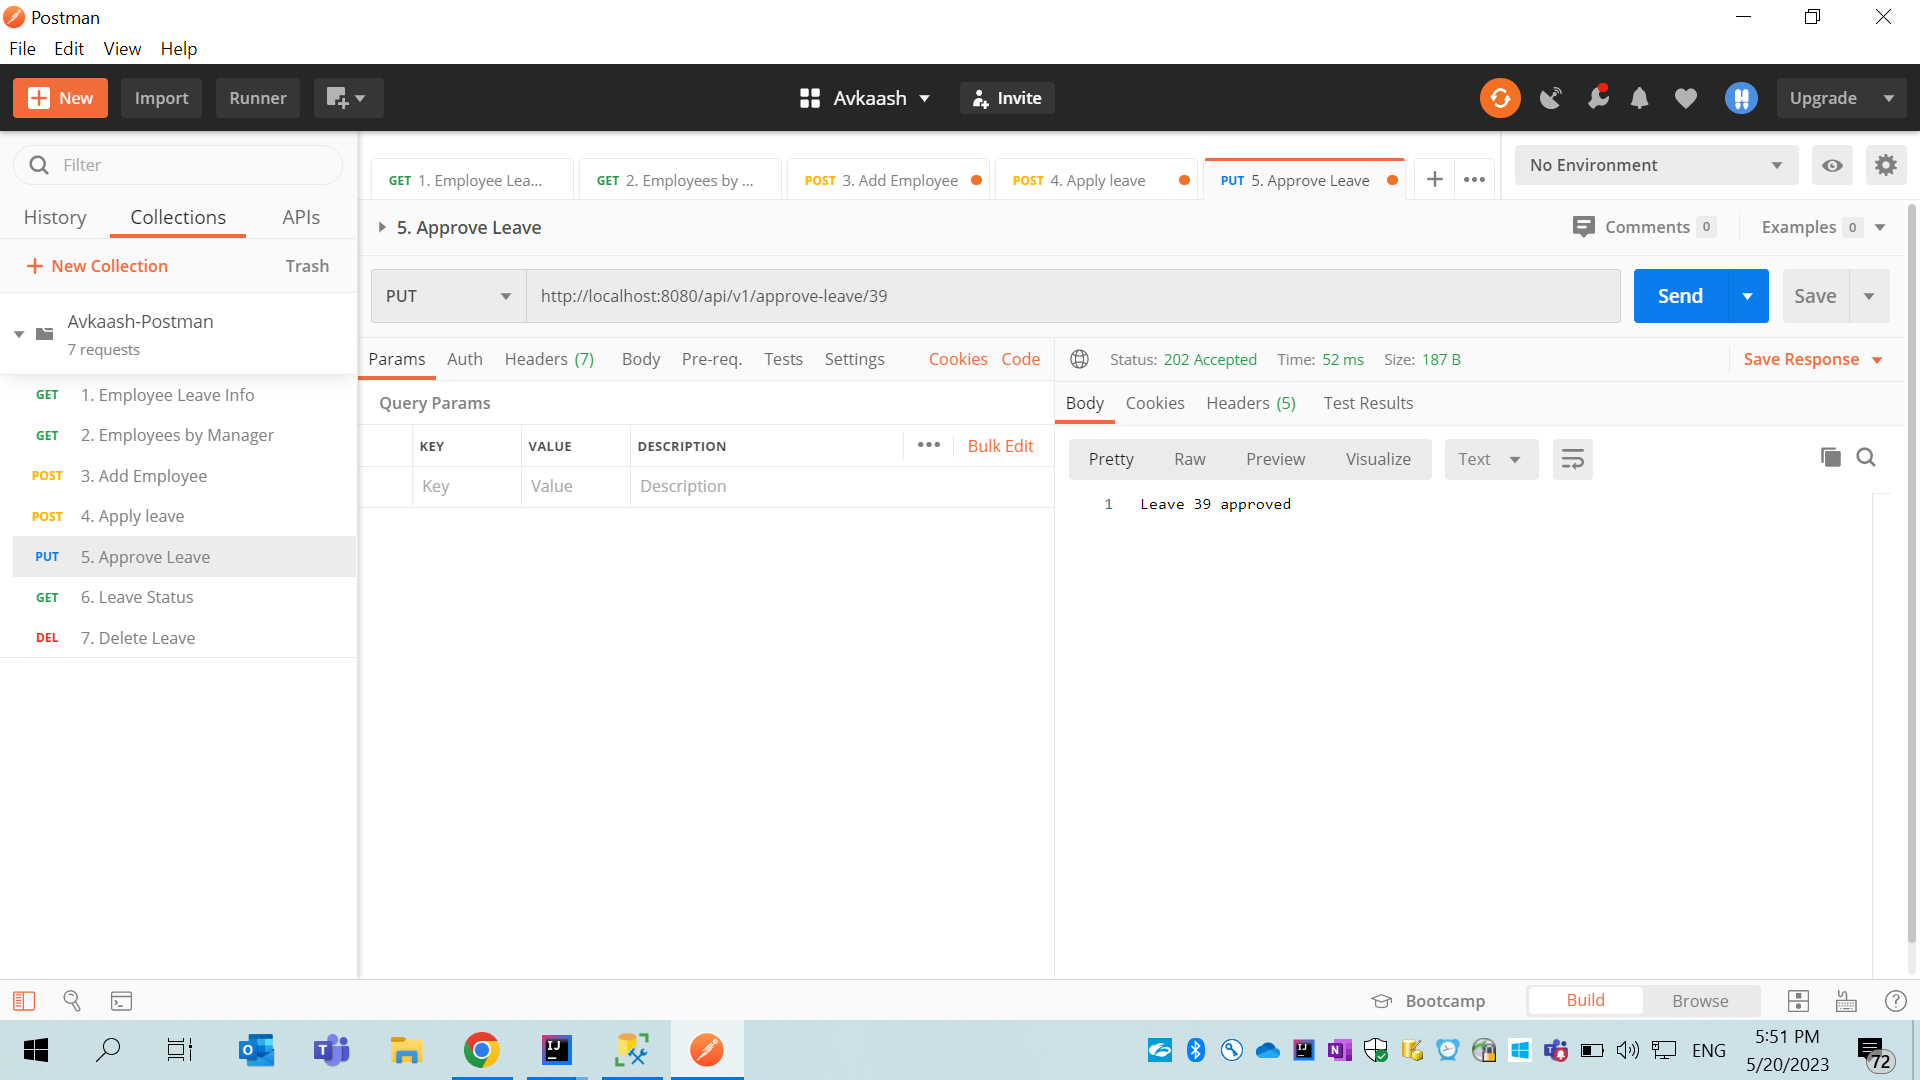 Postman
File Edit View Help
New Import Runner Avkaash Invite Upgrade
Filter
History Collections APIs
New Collection Trash
Avkaash-Postman
7 requests
GET 1. Employee Leave Info
GET 2. Employees by Manager
POST 3. Add Employee
POST 4. Apply leave
PUT 5. Approve Leave
GET 6. Leave Status
DEL 7. Delete Leave
GET 1. Employee Lea... GET 2. Employees by ... POST 3. Add Employee POST 4. Apply leave PUT 5. Approve Leave
No Environment
5. Approve Leave
Comments 0 Examples 0
PUT http://localhost:8080/api/v1/approve-leave/39 Send Save
Params Auth Headers (7) Body Pre-req. Tests Settings Cookies Code
Query Params
KEY VALUE DESCRIPTION Bulk Edit
Key Value Description
Status: 202 Accepted Time: 52 ms Size: 187 B Save Response
Body Cookies Headers (5) Test Results
Pretty Raw Preview Visualize Text
1 Leave 39 approved
Bootcamp Build Browse
ENG
5:51 PM
5/20/2023
72